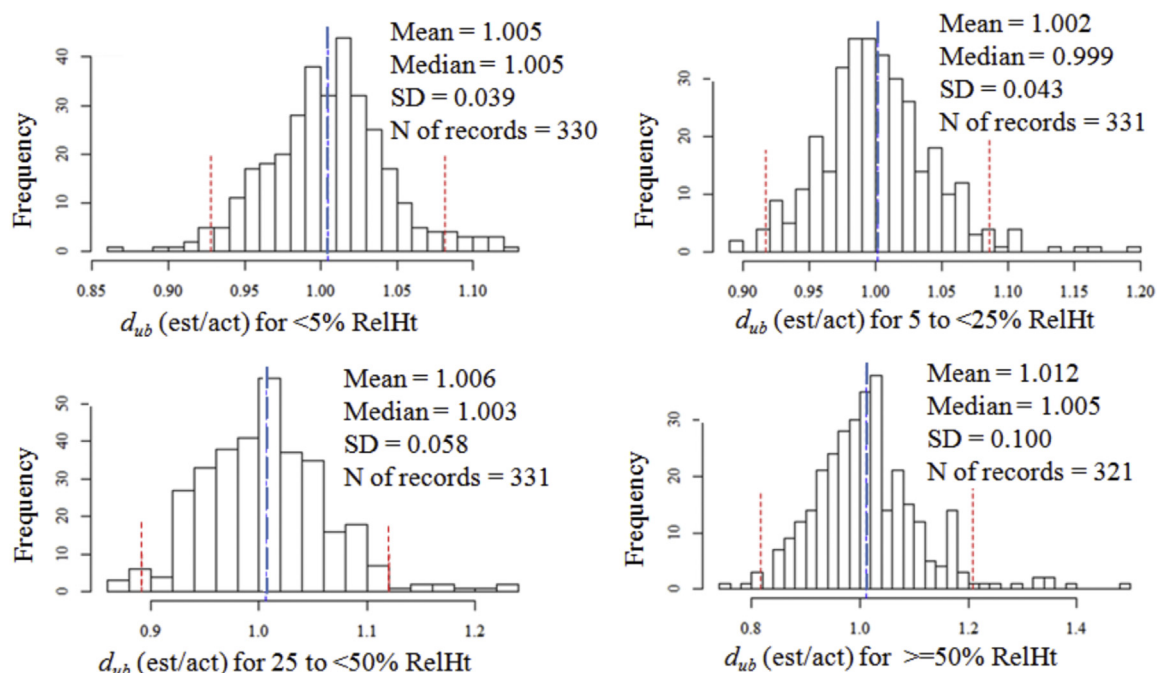 Mean = 1.005
Median = 1.005
SD = 0.039
N of records = 330
Frequency
0 10 20 30 40
0.85 0.90 0.95 1.00 1.05 1.10
d_ub (est/act) for <5% RelHt
Mean = 1.002
Median = 0.999
SD = 0.043
N of records = 331
Frequency
0 10 20 30
0.90 0.95 1.00 1.05 1.10 1.15 1.20
d_ub (est/act) for 5 to <25% RelHt
Mean = 1.006
Median = 1.003
SD = 0.058
N of records = 331
Frequency
0 10 20 30 40 50
0.9 1.0 1.1 1.2
d_ub (est/act) for 25 to <50% RelHt
Mean = 1.012
Median = 1.005
SD = 0.100
N of records = 321
Frequency
0 10 20 30
0.8 1.0 1.2 1.4
d_ub (est/act) for >=50% RelHt